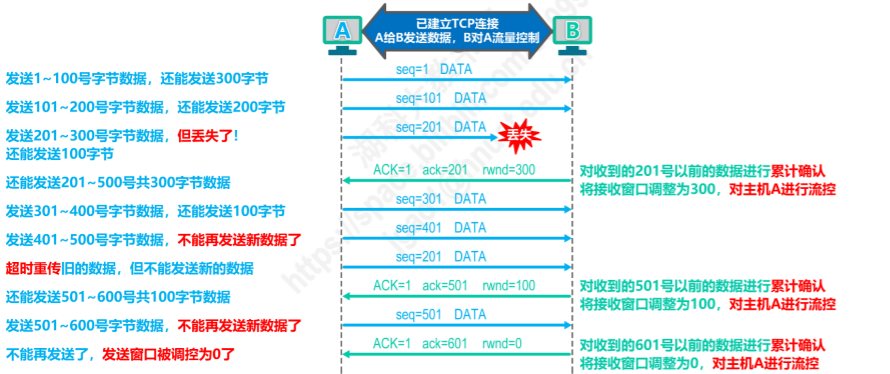 已建立TCP连接
A给B发送数据，B对A流量控制
A
B
发送1~100号字节数据，还能发送300字节
seq=1 DATA
发送101~200号字节数据，还能发送200字节
seq=101 DATA
发送201~300号字节数据，但丢失了！
还能发送100字节
seq=201 DATA
丢失
还能发送201~500号共300字节数据
ACK=1 ack=201 rwnd=300
对收到的201号以前的数据进行累计确认
将接收窗口调整为300，对主机A进行流控
发送301~400号字节数据，还能发送100字节
seq=301 DATA
发送401~500号字节数据，不能再发送新数据了
seq=401 DATA
超时重传旧的数据，但不能发送新的数据
seq=201 DATA
还能发送501~600号共100字节数据
ACK=1 ack=501 rwnd=100
对收到的501号以前的数据进行累计确认
将接收窗口调整为100，对主机A进行流控
发送501~600号字节数据，不能再发送新数据了
seq=501 DATA
不能再发送了，发送窗口被调控为0了
ACK=1 ack=601 rwnd=0
对收到的601号以前的数据进行累计确认
将接收窗口调整为0，对主机A进行流控